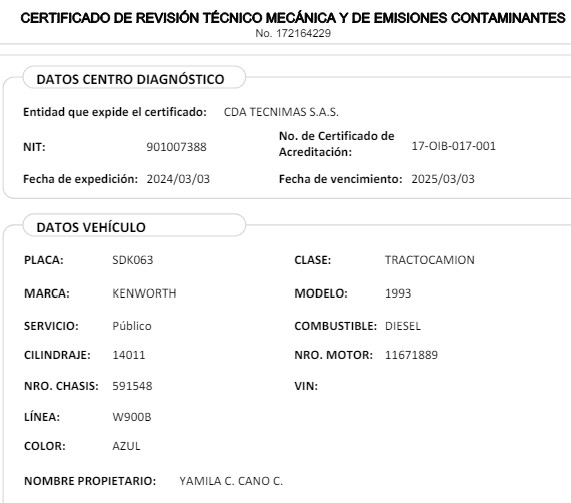 CERTIFICADO DE REVISIÓN TÉCNICO MECÁNICA Y DE EMISIONES CONTAMINANTES
No. 172164229
DATOS CENTRO DIAGNÓSTICO
Entidad que expide el certificado: CDA TECNIMAS S.A.S.
NIT: 901007388 No. de Certificado de Acreditación: 17-OIB-017-001
Fecha de expedición: 2024/03/03 Fecha de vencimiento: 2025/03/03
DATOS VEHÍCULO
PLACA: SDK063 CLASE: TRACTOCAMION
MARCA: KENWORTH MODELO: 1993
SERVICIO: Público COMBUSTIBLE: DIESEL
CILINDRAJE: 14011 NRO. MOTOR: 11671889
NRO. CHASIS: 591548 VIN:
LÍNEA: W900B
COLOR: AZUL
NOMBRE PROPIETARIO: YAMILA C. CANO C.